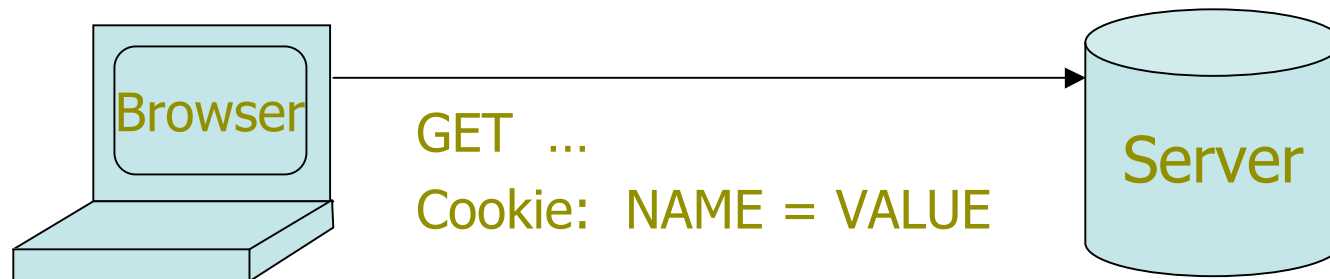 Browser
GET ...
Server
Cookie: NAME = VALUE